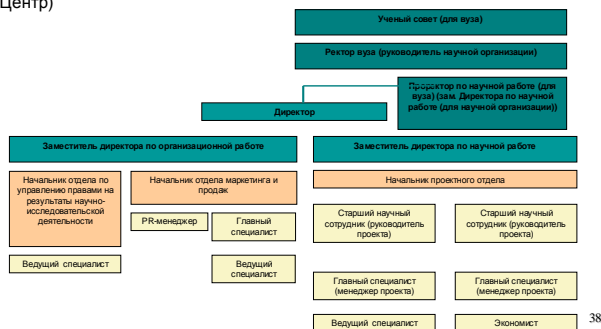 Центр)
Ученый совет (для вуза)
Ректор вуза (руководитель научной организации)
Проректор по научной работе (для
вуза) (зам. Директора по научной
работе (для научной организации))
Директор
Заместитель директора по организационной работе
Заместитель директора по научной работе
Начальник отдела по
управлению правами на
результаты научно-
исследовательской
деятельности
Начальник отдела маркетинга и
продаж
Начальник проектного отдела
PR-менеджер
Главный
специалист
Старший научный
сотрудник (руководитель
проекта)
Старший научный
сотрудник (руководитель
проекта)
Ведущий специалист
Ведущий
специалист
Главный специалист
(менеджер проекта)
Главный специалист
(менеджер проекта)
Ведущий специалист
Экономист
38